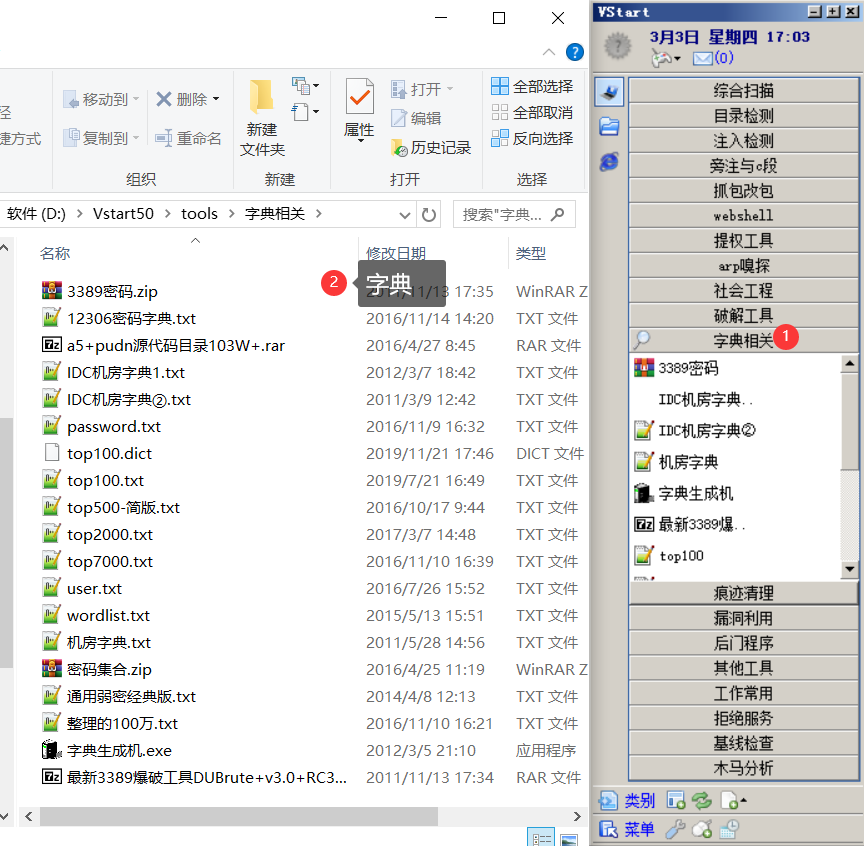 径
捷方式
移动到
复制到
删除
重命名
组织
新建
文件夹
新建
属性
打开
编辑
历史记录
打开
全部选择
全部取消
反向选择
选择
软件 (D:) > Vstart50 > tools > 字典相关 >
搜索"字典...
名称 修改日期 类型
② 字典
3389密码.zip 2011/11/13 17:35 WinRAR Z
12306密码字典.txt 2016/11/14 14:20 TXT 文件
a5+pudn源代码目录103W+.rar 2016/4/27 8:45 RAR 文件
IDC机房字典1.txt 2012/3/7 18:42 TXT 文件
IDC机房字典②.txt 2011/3/9 12:42 TXT 文件
password.txt 2016/11/9 16:32 TXT 文件
top100.dict 2019/11/21 17:46 DICT 文件
top100.txt 2019/7/21 16:49 TXT 文件
top500-简版.txt 2016/10/17 9:44 TXT 文件
top2000.txt 2017/3/7 14:48 TXT 文件
top7000.txt 2016/11/10 16:39 TXT 文件
user.txt 2016/7/26 15:52 TXT 文件
wordlist.txt 2015/5/13 15:51 TXT 文件
机房字典.txt 2011/5/28 14:56 TXT 文件
密码集合.zip 2016/4/25 11:19 WinRAR Z
通用弱密经典版.txt 2014/4/8 12:13 TXT 文件
整理的100万.txt 2016/11/10 16:21 TXT 文件
字典生成机.exe 2012/3/5 21:10 应用程序
最新3389爆破工具DUBrute+v3.0+RC3... 2011/11/13 17:34 RAR 文件
VStart
3月3日 星期四 17:03
(0)
综合扫描
目录检测
注入检测
旁注与c段
抓包改包
webshell
提权工具
arp嗅探
社会工程
破解工具
字典相关 1
3389密码
IDC机房字典..
IDC机房字典②
机房字典
字典生成机
最新3389爆..
top100
痕迹清理
漏洞利用
后门程序
其他工具
工作常用
拒绝服务
基线检查
木马分析
类别
菜单